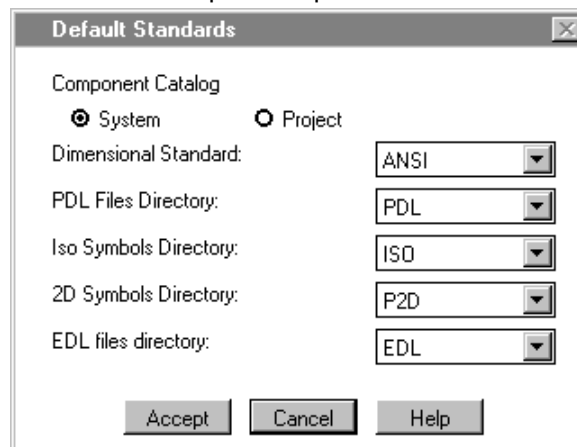 Default Standards
Component Catalog
System Project
Dimensional Standard: ANSI
PDL Files Directory: PDL
Iso Symbols Directory: ISO
2D Symbols Directory: P2D
EDL files directory: EDL
Accept Cancel Help